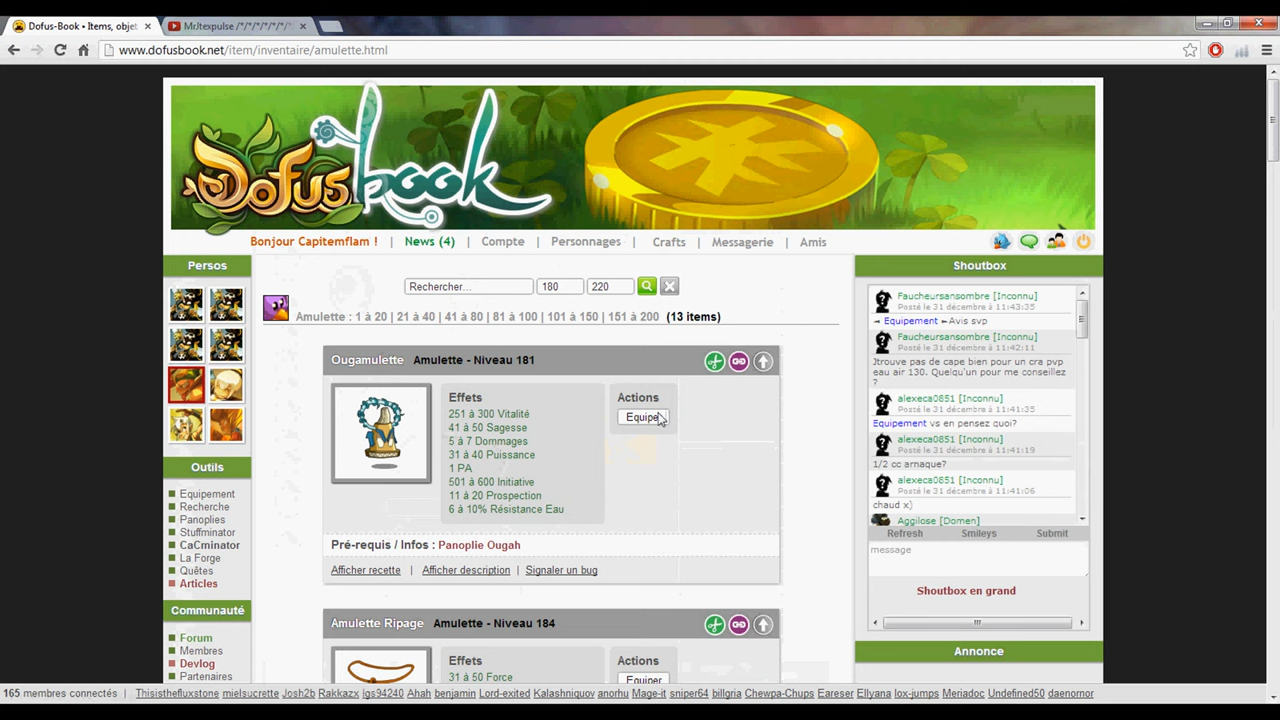 Dofus-Book • Items, objet
MrJtexpulse /*/*/*/*/*/*/
www.dofusbook.net/item/inventaire/amulette.html
Dofus book
Bonjour Capitemflam ! | News (4) | Compte | Personnages | Crafts | Messagerie | Amis
Persos
Outils
Equipement
Recherche
Panoplies
Stuffminator
CaCminator
La Forge
Quêtes
Articles
Communauté
Forum
Membres
Devlog
Partenaires
Rechercher... 180 220
Amulette : 1 à 20 | 21 à 40 | 41 à 80 | 81 à 100 | 101 à 150 | 151 à 200 (13 items)
Ougamulette Amulette - Niveau 181
Effets
251 à 300 Vitalité
41 à 50 Sagesse
5 à 7 Dommages
31 à 40 Puissance
1 PA
501 à 600 Initiative
11 à 20 Prospection
6 à 10% Résistance Eau
Actions
Equiper
Pré-requis / Infos : Panoplie Ougah
Afficher recette | Afficher description | Signaler un bug
Amulette Ripage Amulette - Niveau 184
Effets
31 à 50 Force
Actions
Equiper
Shoutbox
Faucheursansombre [Inconnu]
Posté le 31 décembre à 11:43:35
◄ Equipement ► Avis svp
Faucheursansombre [Inconnu]
Posté le 31 décembre à 11:42:11
Jtrouve pas de cape bien pour un cra pvp
eau air 130. Quelqu'un pour me conseillez
?
alexeca0851 [Inconnu]
Posté le 31 décembre à 11:41:35
Equipement vs en pensez quoi?
alexeca0851 [Inconnu]
Posté le 31 décembre à 11:41:19
1/2 cc arnaque?
alexeca0851 [Inconnu]
Posté le 31 décembre à 11:41:06
chaud x)
Aggilose [Domen]
Refresh Smileys Submit
message
Shoutbox en grand
Annonce
165 membres connectés | Thisisthefluxstone mielsucrette Josh2b Rakkazx igs94240 Ahah benjamin Lord-exited Kalashniquov anorhu Mage-it sniper64 billgria Chewpa-Chups Eareser Ellyana lox-jumps Meriadoc Undefined50 daenornor